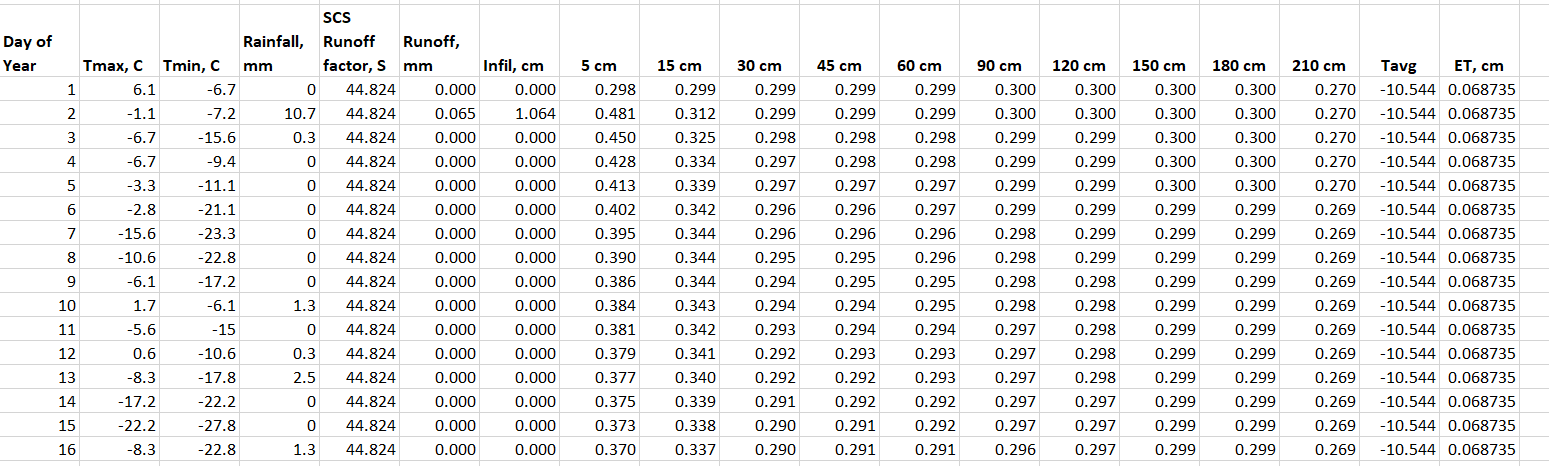 SCS
Day of Rainfall, Runoff Runoff,
Year Tmax, C Tmin, C mm factor, S mm Infil, cm 5 cm 15 cm 30 cm 45 cm 60 cm 90 cm 120 cm 150 cm 180 cm 210 cm Tavg ET, cm
1 6.1 -6.7 0 44.824 0.000 0.000 0.298 0.299 0.299 0.299 0.299 0.300 0.300 0.300 0.300 0.270 -10.544 0.068735
2 -1.1 -7.2 10.7 44.824 0.065 1.064 0.481 0.312 0.299 0.299 0.299 0.300 0.300 0.300 0.300 0.270 -10.544 0.068735
3 -6.7 -15.6 0.3 44.824 0.000 0.000 0.450 0.325 0.298 0.298 0.298 0.299 0.299 0.300 0.300 0.270 -10.544 0.068735
4 -6.7 -9.4 0 44.824 0.000 0.000 0.428 0.334 0.297 0.298 0.298 0.299 0.299 0.300 0.300 0.270 -10.544 0.068735
5 -3.3 -11.1 0 44.824 0.000 0.000 0.413 0.339 0.297 0.297 0.297 0.299 0.299 0.300 0.300 0.270 -10.544 0.068735
6 -2.8 -21.1 0 44.824 0.000 0.000 0.402 0.342 0.296 0.296 0.297 0.299 0.299 0.299 0.299 0.269 -10.544 0.068735
7 -15.6 -23.3 0 44.824 0.000 0.000 0.395 0.344 0.296 0.296 0.296 0.298 0.299 0.299 0.299 0.269 -10.544 0.068735
8 -10.6 -22.8 0 44.824 0.000 0.000 0.390 0.344 0.295 0.295 0.296 0.298 0.299 0.299 0.299 0.269 -10.544 0.068735
9 -6.1 -17.2 0 44.824 0.000 0.000 0.386 0.344 0.294 0.295 0.295 0.298 0.298 0.299 0.299 0.269 -10.544 0.068735
10 1.7 -6.1 1.3 44.824 0.000 0.000 0.384 0.343 0.294 0.294 0.295 0.298 0.298 0.299 0.299 0.269 -10.544 0.068735
11 -5.6 -15 0 44.824 0.000 0.000 0.381 0.342 0.293 0.294 0.294 0.297 0.298 0.299 0.299 0.269 -10.544 0.068735
12 0.6 -10.6 0.3 44.824 0.000 0.000 0.379 0.341 0.292 0.293 0.293 0.297 0.298 0.299 0.299 0.269 -10.544 0.068735
13 -8.3 -17.8 2.5 44.824 0.000 0.000 0.377 0.340 0.292 0.292 0.293 0.297 0.298 0.299 0.299 0.269 -10.544 0.068735
14 -17.2 -22.2 0 44.824 0.000 0.000 0.375 0.339 0.291 0.292 0.292 0.297 0.297 0.299 0.299 0.269 -10.544 0.068735
15 -22.2 -27.8 0 44.824 0.000 0.000 0.373 0.338 0.290 0.291 0.292 0.297 0.297 0.299 0.299 0.269 -10.544 0.068735
16 -8.3 -22.8 1.3 44.824 0.000 0.000 0.370 0.337 0.290 0.291 0.291 0.296 0.297 0.299 0.299 0.269 -10.544 0.068735